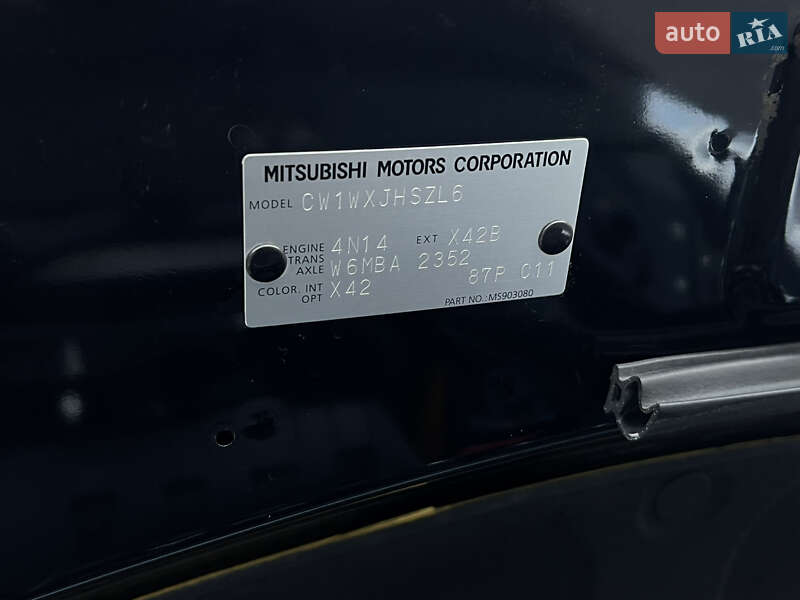 auto RIA
MITSUBISHI MOTORS CORPORATION
MODEL CW1WXJHSZL6
ENGINE 4N14 EXT X42B
TRANS AXLE W6MBA 2352
COLOR. INT OPT X42 87P C11
PART NO.:MS903080